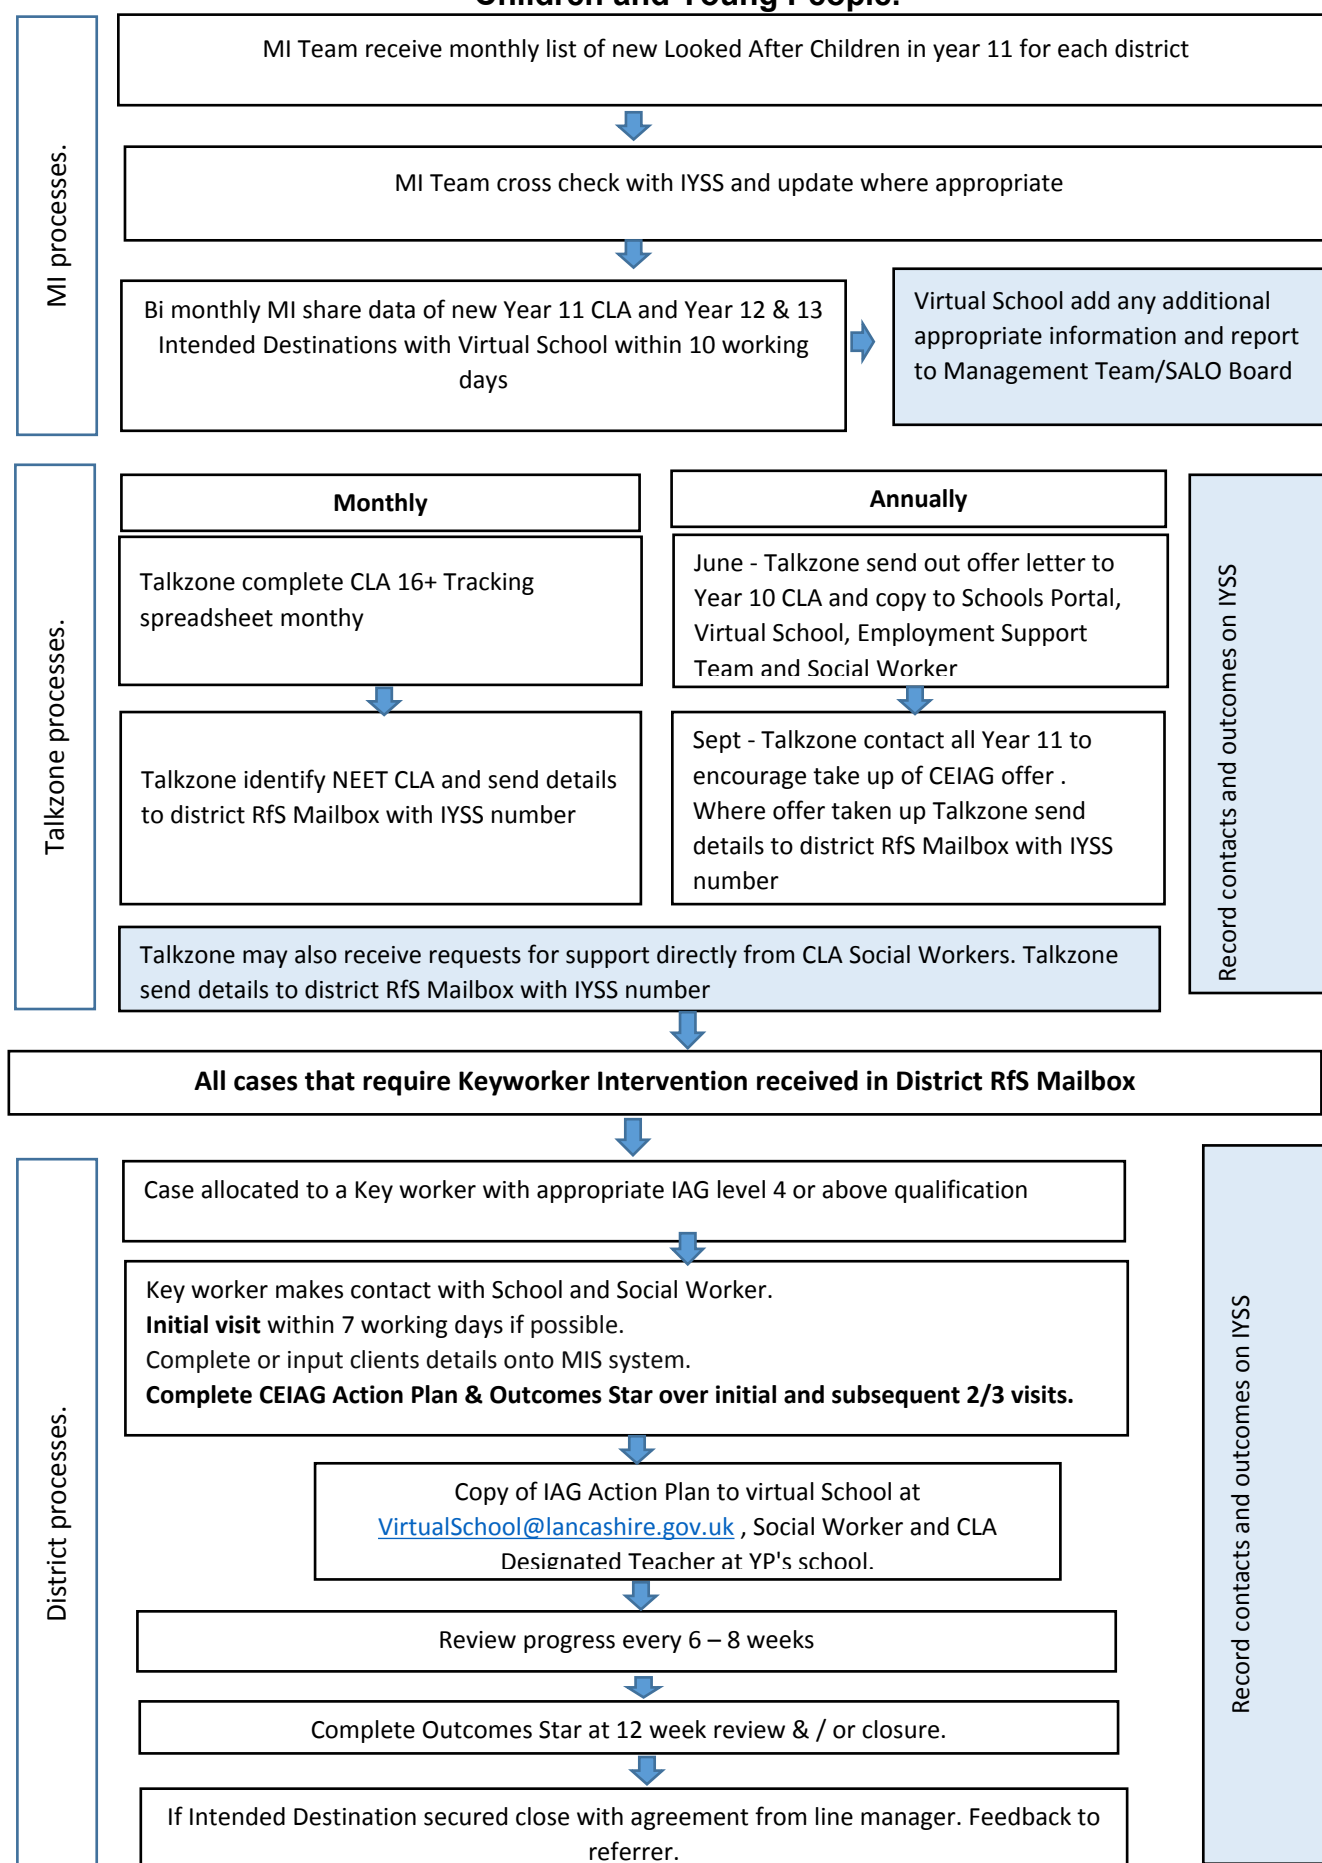 Children and Young People.
MI processes.
MI Team receive monthly list of new Looked After Children in year 11 for each district
MI Team cross check with IYSS and update where appropriate
Bi monthly MI share data of new Year 11 CLA and Year 12 & 13
Intended Destinations with Virtual School within 10 working
days
Virtual School add any additional
appropriate information and report
to Management Team/SALO Board
Talkzone processes.
Monthly
Talkzone complete CLA 16+ Tracking
spreadsheet monthy
Talkzone identify NEET CLA and send details
to district RfS Mailbox with IYSS number
Annually
June - Talkzone send out offer letter to
Year 10 CLA and copy to Schools Portal,
Virtual School, Employment Support
Team and Social Worker
Sept - Talkzone contact all Year 11 to
encourage take up of CEIAG offer .
Where offer taken up Talkzone send
details to district RfS Mailbox with IYSS
number
Record contacts and outcomes on IYSS
Talkzone may also receive requests for support directly from CLA Social Workers. Talkzone
send details to district RfS Mailbox with IYSS number
All cases that require Keyworker Intervention received in District RfS Mailbox
District processes.
Case allocated to a Key worker with appropriate IAG level 4 or above qualification
Key worker makes contact with School and Social Worker.
Initial visit within 7 working days if possible.
Complete or input clients details onto MIS system.
Complete CEIAG Action Plan & Outcomes Star over initial and subsequent 2/3 visits.
Copy of IAG Action Plan to virtual School at
VirtualSchool@lancashire.gov.uk , Social Worker and CLA
Designated Teacher at YP's school.
Review progress every 6 – 8 weeks
Complete Outcomes Star at 12 week review & / or closure.
If Intended Destination secured close with agreement from line manager. Feedback to
referrer.
Record contacts and outcomes on IYSS